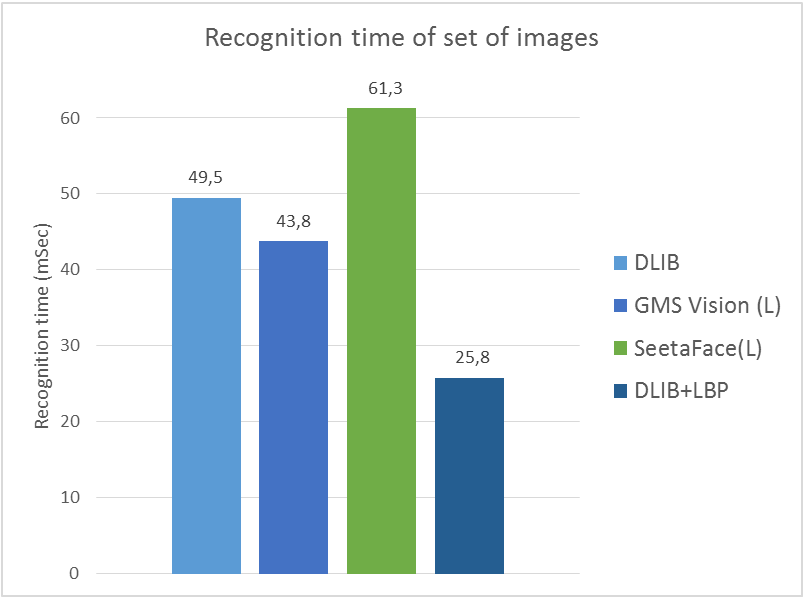 Recognition time of set of images
61,3
49,5
43,8
25,8
60
50
40
30
20
10
0
Recognition time (mSec)
DLIB
GMS Vision (L)
SeetaFace(L)
DLIB+LBP